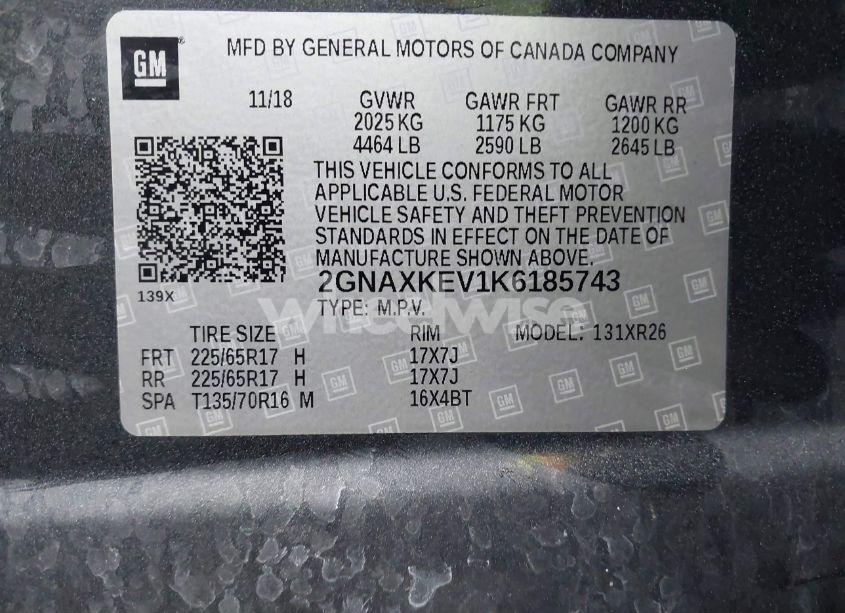 GM
MFD BY GENERAL MOTORS OF CANADA COMPANY
11/18 GVWR GAWR FRT GAWR RR
2025 KG 1175 KG 1200 KG
4464 LB 2590 LB 2645 LB
THIS VEHICLE CONFORMS TO ALL
APPLICABLE U.S. FEDERAL MOTOR
VEHICLE SAFETY AND THEFT PREVENTION
STANDARDS IN EFFECT ON THE DATE OF
MANUFACTURE SHOWN ABOVE.
2GNAXKEV1K6185743
139X
TYPE: M.P.V.
Wheelwise
TIRE SIZE RIM MODEL: 131XR26
FRT 225/65R17 H 17X7J
RR 225/65R17 H 17X7J
SPA T135/70R16 M 16X4BT